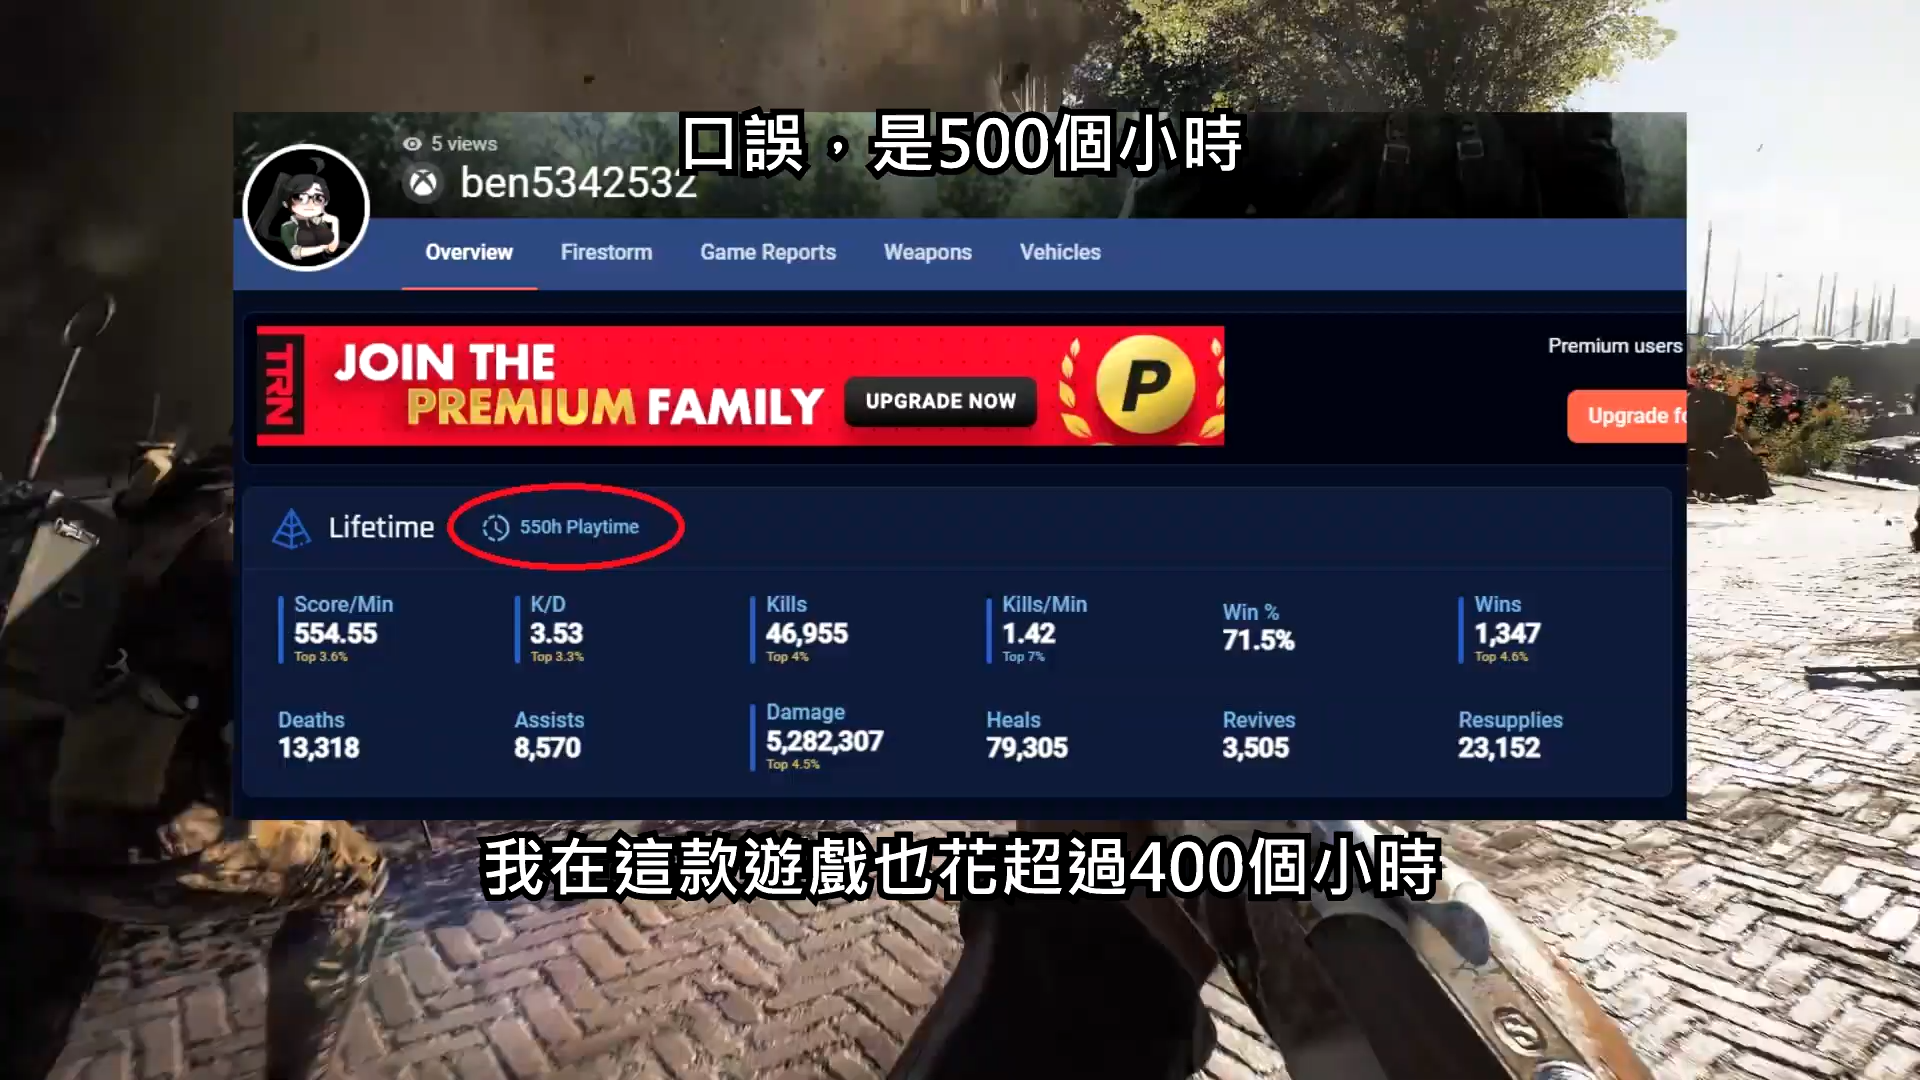 口誤，是500個小時
5 views
ben5342532
Overview Firestorm Game Reports Weapons Vehicles
TRN
JOIN THE
PREMIUM FAMILY
UPGRADE NOW
P
Premium users
Upgrade fo
Lifetime 550h Playtime
Score/Min K/D Kills Kills/Min Win % Wins
554.55 3.53 46,955 1.42 71.5% 1,347
Top 3.6% Top 3.3% Top 4% Top 7% Top 4.6%
Deaths Assists Damage Heals Revives Resupplies
13,318 8,570 5,282,307 79,305 3,505 23,152
Top 4.5%
我在這款遊戲也花超過400個小時